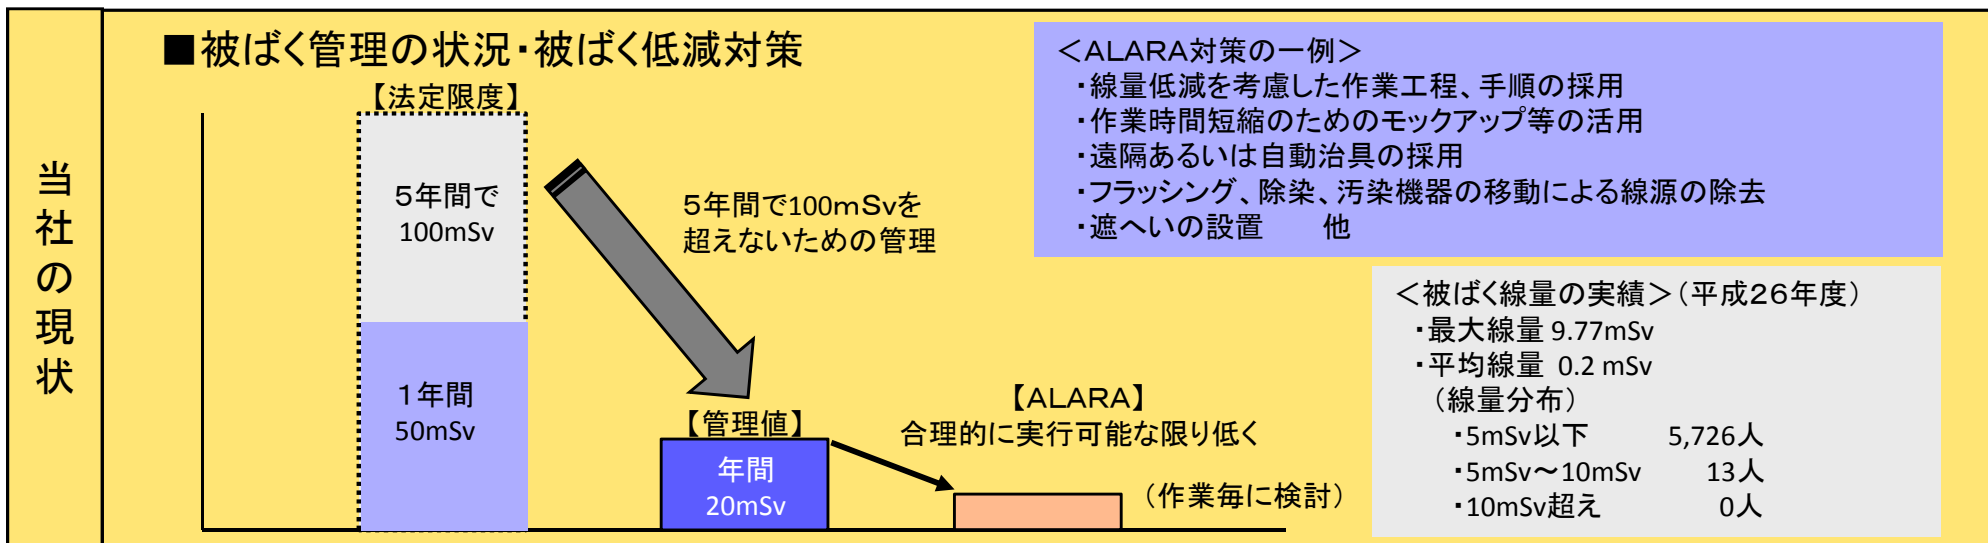 当社の現状
■被ばく管理の状況・被ばく低減対策
【法定限度】
5年間で
100mSv
1年間
50mSv
5年間で100mSvを
超えないための管理
【管理値】
年間
20mSv
【ALARA】
合理的に実行可能な限り低く
（作業毎に検討）
＜ALARA対策の一例＞
・線量低減を考慮した作業工程、手順の採用
・作業時間短縮のためのモックアップ等の活用
・遠隔あるいは自動治具の採用
・フラッシング、除染、汚染機器の移動による線源の除去
・遮へいの設置　　他
＜被ばく線量の実績＞（平成26年度）
・最大線量 9.77mSv
・平均線量 0.2 mSv
（線量分布）
・5mSv以下　　5,726人
・5mSv～10mSv　　13人
・10mSv超え　　0人